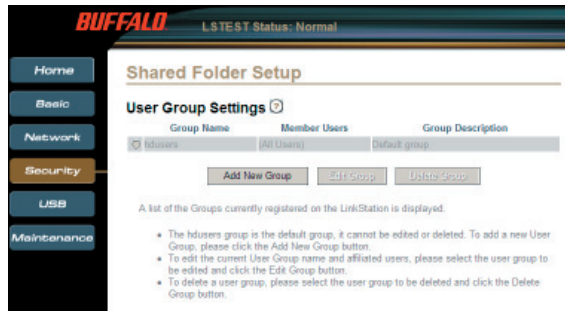 BUFFALO
LSTEST Status: Normal
Home
Basic
Network
Security
USB
Maintenance
Shared Folder Setup
User Group Settings ?
Group Name Member Users Group Description
hdusers (All Users) Default group
Add New Group Edit Group Delete Group
A list of the Groups currently registered on the LinkStation is displayed.
• The hdusers group is the default group, it cannot be edited or deleted. To add a new User
Group, please click the Add New Group button.
• To edit the current User Group name and affiliated users, please select the user group to
be edited and click the Edit Group button.
• To delete a user group, please select the user group to be deleted and click the Delete
Group button.